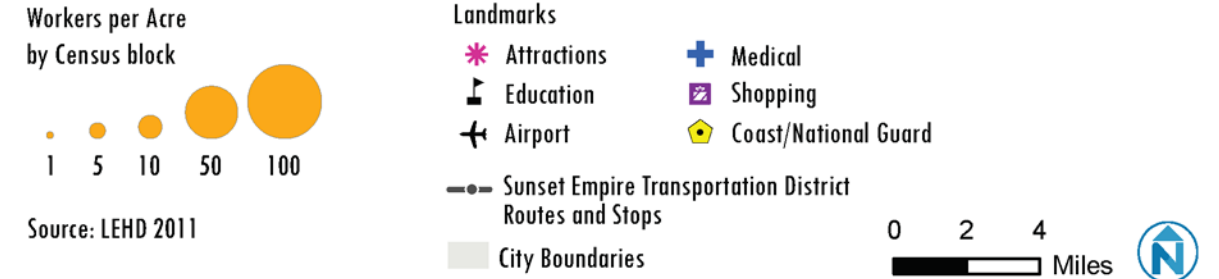 Workers per Acre
by Census block
1 5 10 50 100
Source: LEHD 2011
Landmarks
Attractions
Education
Airport
Medical
Shopping
Coast/National Guard
Sunset Empire Transportation District
Routes and Stops
City Boundaries
0 2 4
Miles
N